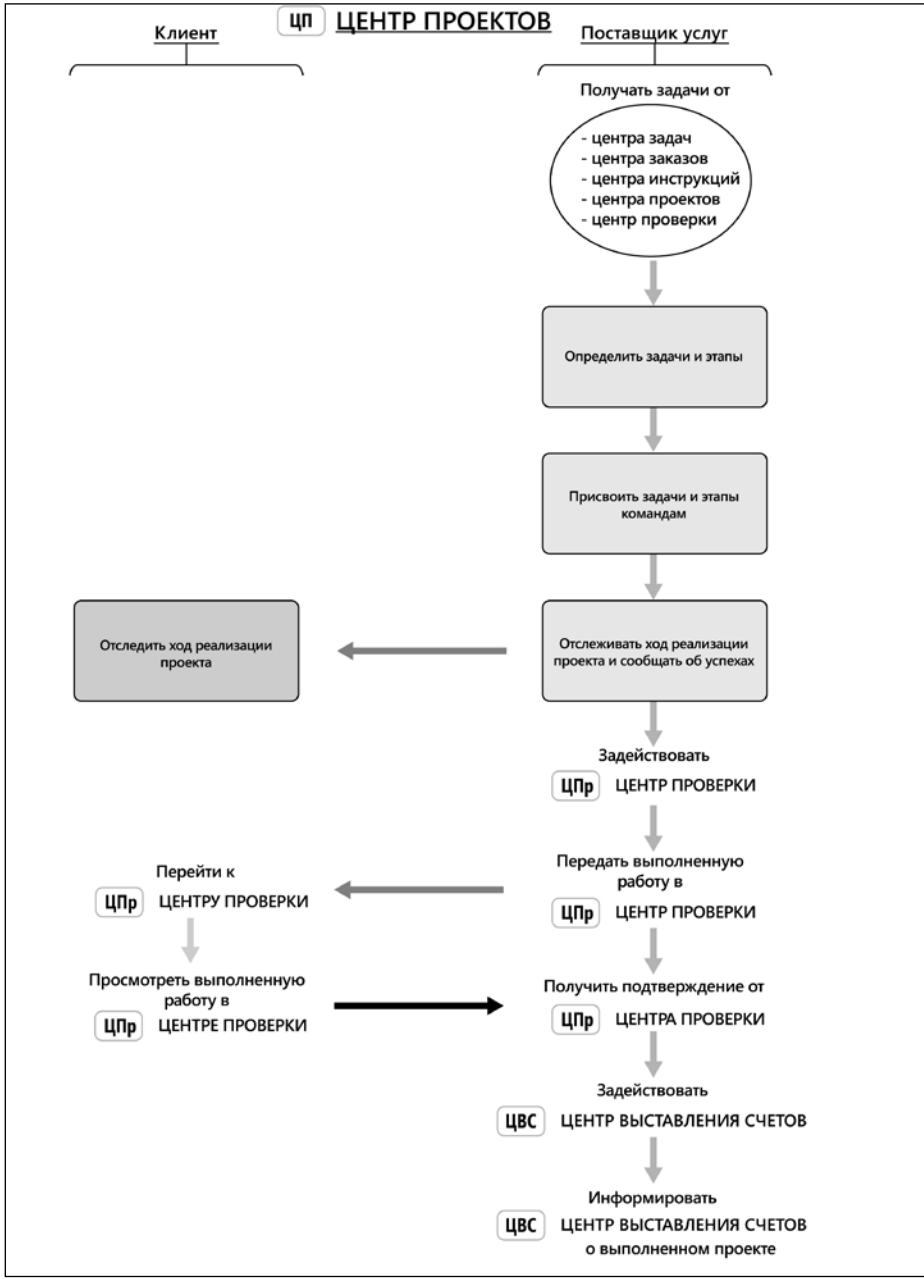 ЦП ЦЕНТР ПРОЕКТОВ
Клиент
Поставщик услуг
Получать задачи от
- центра задач
- центра заказов
- центра инструкций
- центра проектов
- центр проверки
Определить задачи и этапы
Присвоить задачи и этапы
командам
Отследить ход реализации
проекта
Отслеживать ход реализации
проекта и сообщать об успехах
Задействовать
ЦПр ЦЕНТР ПРОВЕРКИ
Перейти к
ЦПр ЦЕНТРУ ПРОВЕРКИ
Передать выполненную
работу в
ЦПр ЦЕНТР ПРОВЕРКИ
Просмотреть выполненную
работу в
ЦПр ЦЕНТРЕ ПРОВЕРКИ
Получить подтверждение от
ЦПр ЦЕНТРА ПРОВЕРКИ
Задействовать
ЦВС ЦЕНТР ВЫСТАВЛЕНИЯ СЧЕТОВ
Информировать
ЦВС ЦЕНТР ВЫСТАВЛЕНИЯ СЧЕТОВ
о выполненном проекте